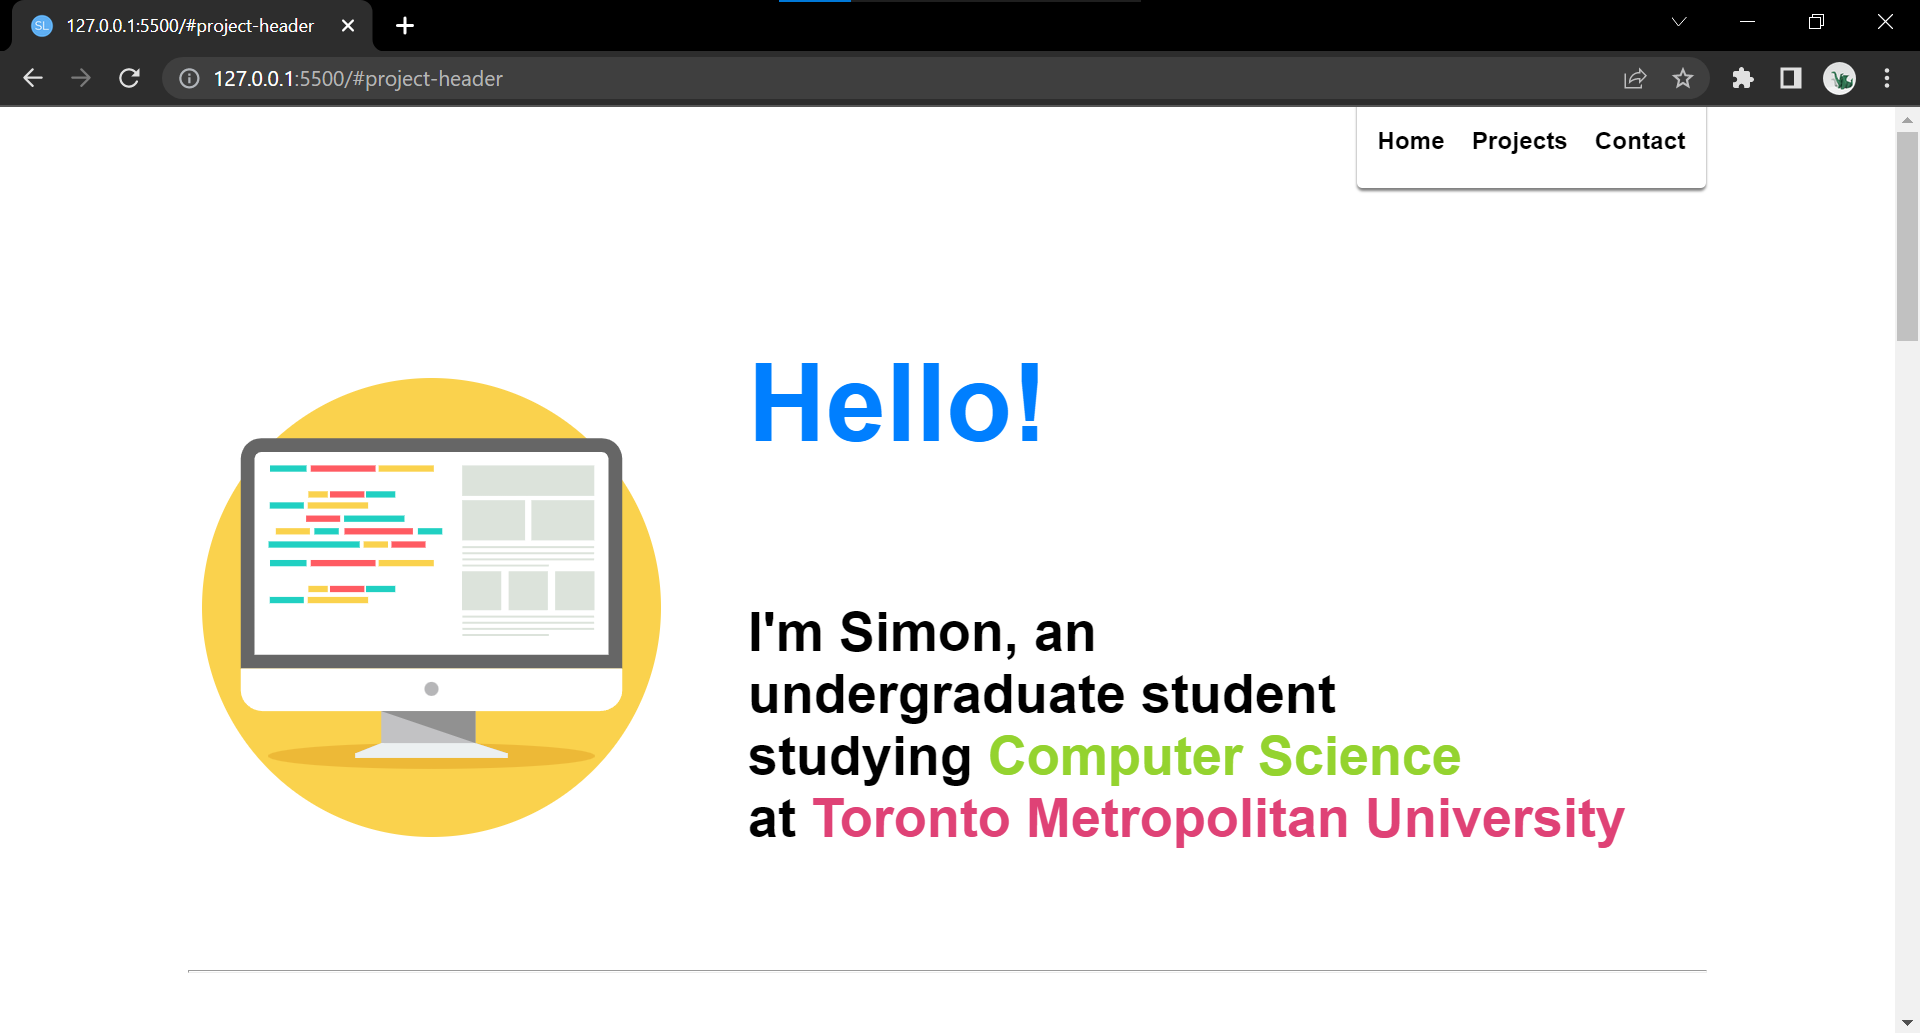 SL 127.0.0.1:5500/#project-header
127.0.0.1:5500/#project-header
Home Projects Contact
Hello!
I'm Simon, an
undergraduate student
studying Computer Science
at Toronto Metropolitan University